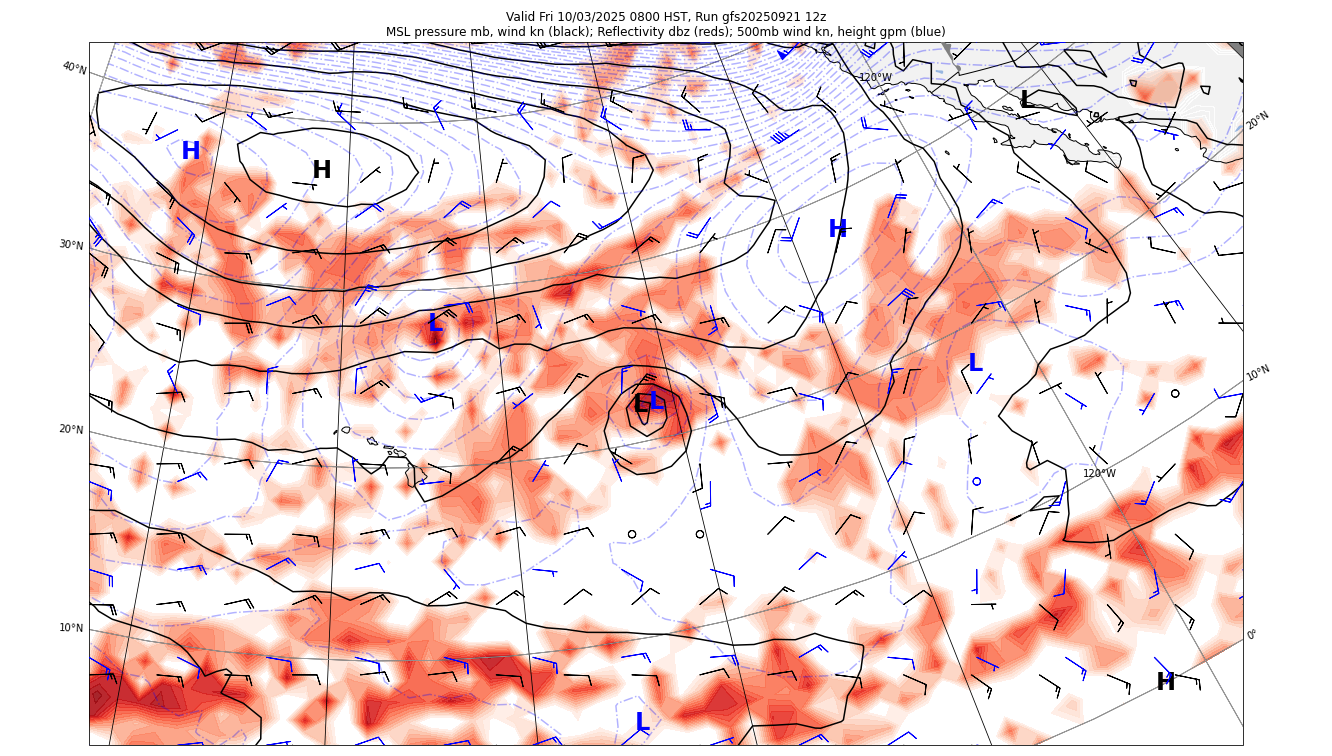 Valid Fri 10/03/2025 0800 HST, Run gfs20250921 12z
MSL pressure mb, wind kn (black); Reflectivity dbz (reds); 500mb wind kn, height gpm (blue)
40°N
120°W
L
20°N
H
H
30°N
H
L
L
10°N
L
L
20°N
120°W
10°N
0°
H
L